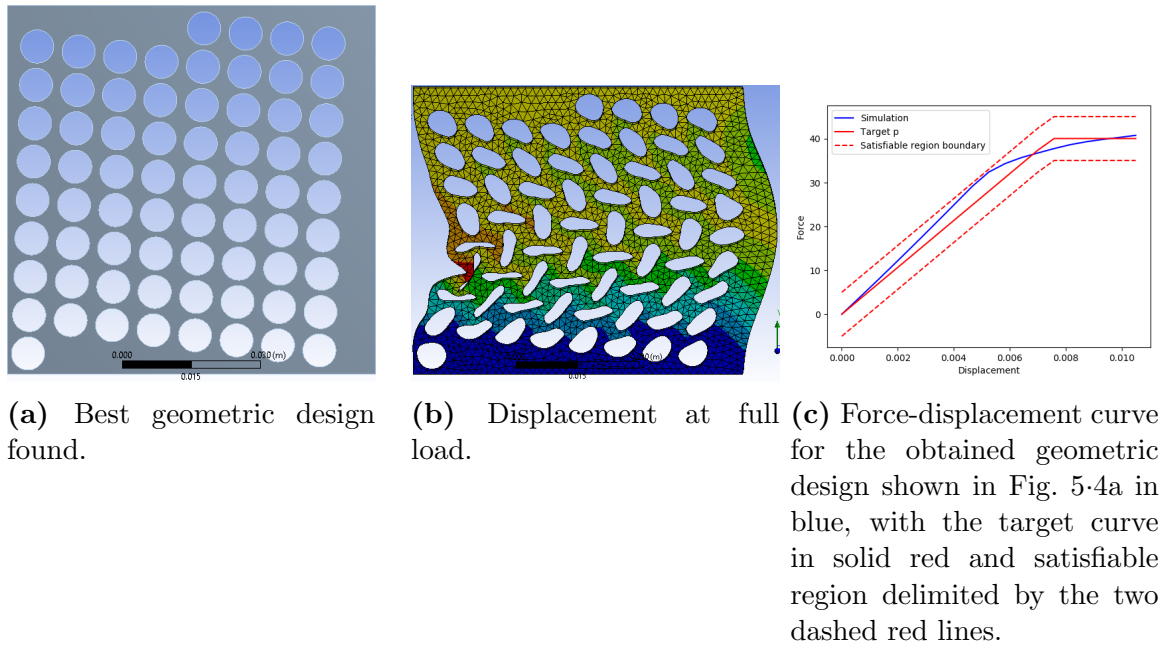 0.000
0.030 (m)
0.015
0.015
Simulation
Target p
Satisfiable region boundary
40
30
20
10
0
Force
0.000
0.002
0.004
0.006
0.008
0.010
Displacement
(a) Best geometric design
found.
(b) Displacement at full
load.
(c) Force-displacement curve
for the obtained geometric
design shown in Fig. 5·4a in
blue, with the target curve
in solid red and satisfiable
region delimited by the two
dashed red lines.